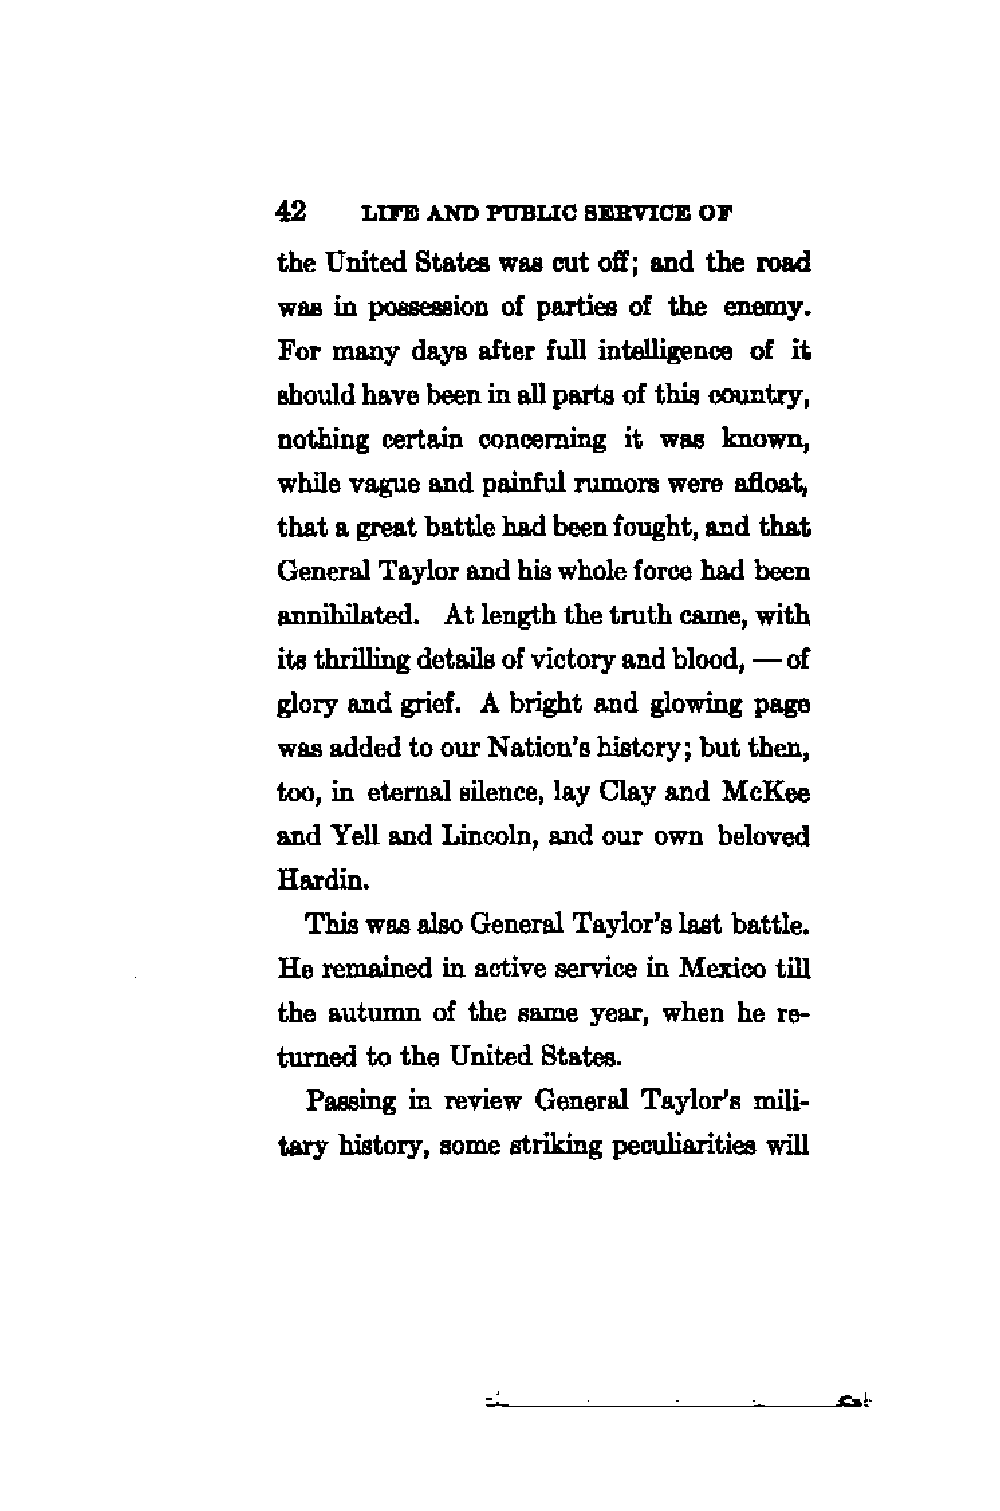 42 LIFE AND PUBLIC SERVICE OF
the United States was cut off; and the road
was in possession of parties of the enemy.
For many days after full intelligence of it
should have been in all parts of this country,
nothing certain concerning it was known,
while vague and painful rumors were afloat,
that a great battle had been fought, and that
General Taylor and his whole force had been
annihilated. At length the truth came, with
its thrilling details of victory and blood, — of
glory and grief. A bright and glowing page
was added to our Nation's history; but then,
too, in eternal silence, lay Clay and McKee
and Yell and Lincoln, and our own beloved
Hardin.
This was also General Taylor's last battle.
He remained in active service in Mexico till
the autumn of the same year, when he re-
turned to the United States.
Passing in review General Taylor's mili-
tary history, some striking peculiarities will